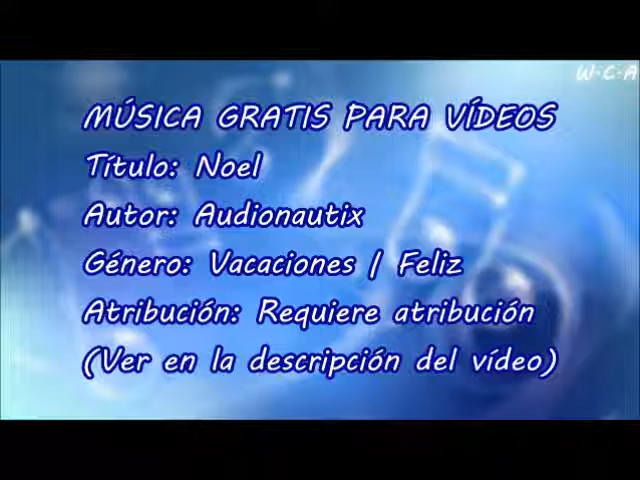 W-C-A
MÚSICA GRATIS PARA VÍDEOS
Título: Noel
Autor: Audionautix
Género: Vacaciones / Feliz
Atribución: Requiere atribución
(Ver en la descripción del vídeo)